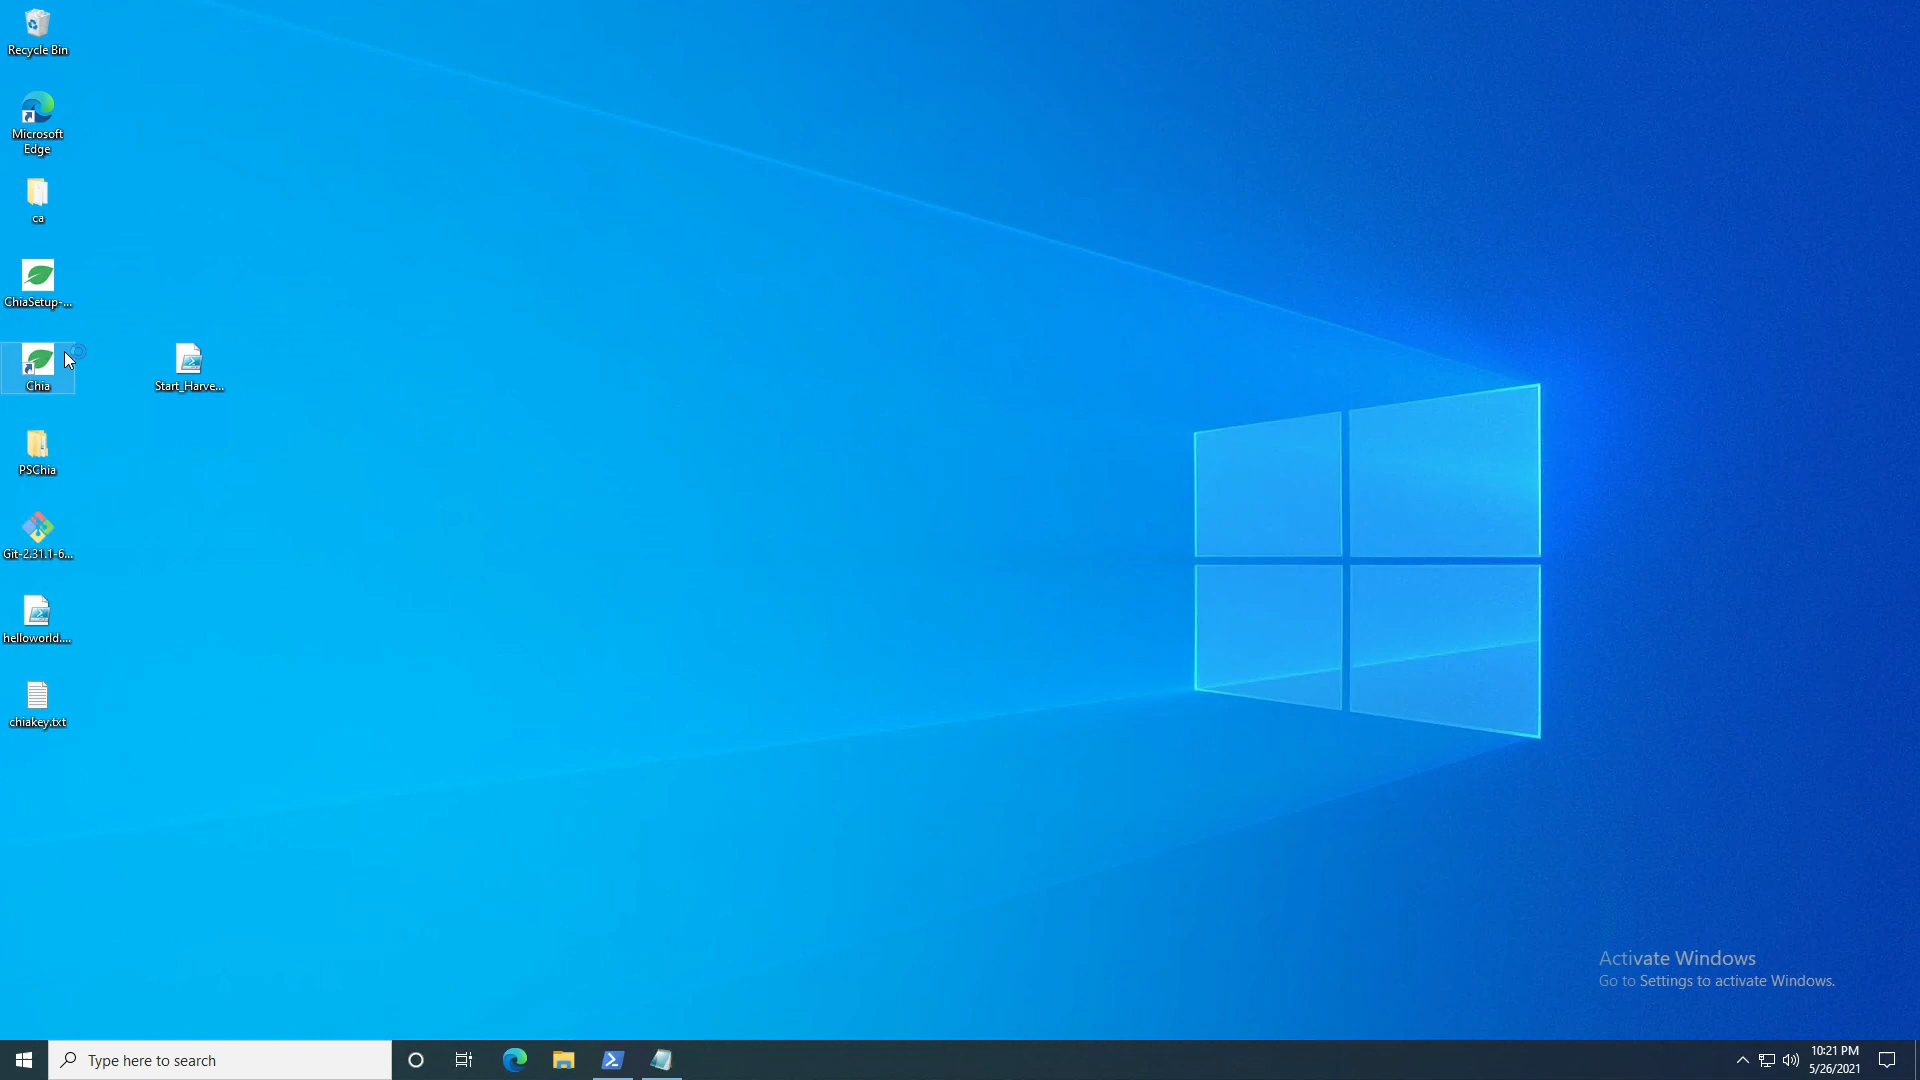 Recycle Bin
Microsoft
Edge
ca
ChiaSetup-...
Chia
Start_Harve...
PSChia
Git-2.31.1-6...
helloworld....
chiakey.txt
Activate Windows
Go to Settings to activate Windows.
Type here to search
10:21 PM
5/26/2021